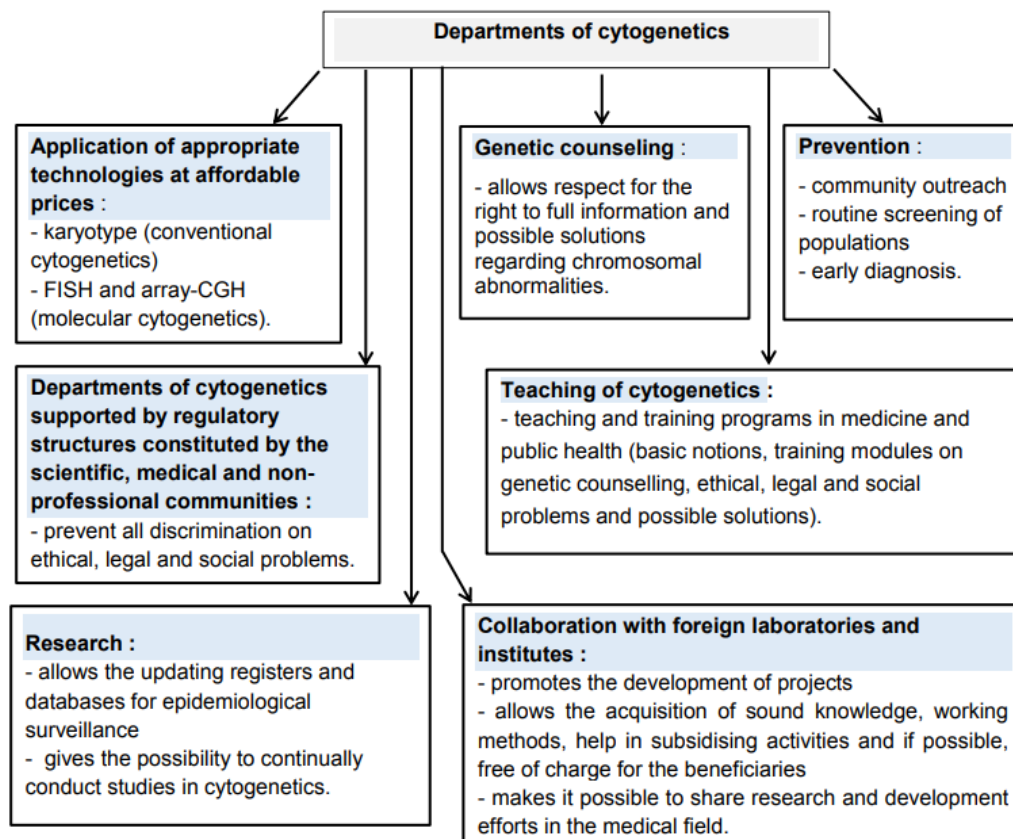 Departments of cytogenetics
Application of appropriate
technologies at affordable
prices :
- karyotype (conventional
cytogenetics)
- FISH and array-CGH
(molecular cytogenetics).
Genetic counseling :
- allows respect for the
right to full information and
possible solutions
regarding chromosomal
abnormalities.
Prevention :
- community outreach
- routine screening of
populations
- early diagnosis.
Departments of cytogenetics
supported by regulatory
structures constituted by the
scientific, medical and non-
professional communities :
- prevent all discrimination on
ethical, legal and social problems.
Teaching of cytogenetics :
- teaching and training programs in medicine and
public health (basic notions, training modules on
genetic counselling, ethical, legal and social
problems and possible solutions).
Research :
- allows the updating registers and
databases for epidemiological
surveillance
- gives the possibility to continually
conduct studies in cytogenetics.
Collaboration with foreign laboratories and
institutes :
- promotes the development of projects
- allows the acquisition of sound knowledge, working
methods, help in subsidising activities and if possible,
free of charge for the beneficiaries
- makes it possible to share research and development
efforts in the medical field.